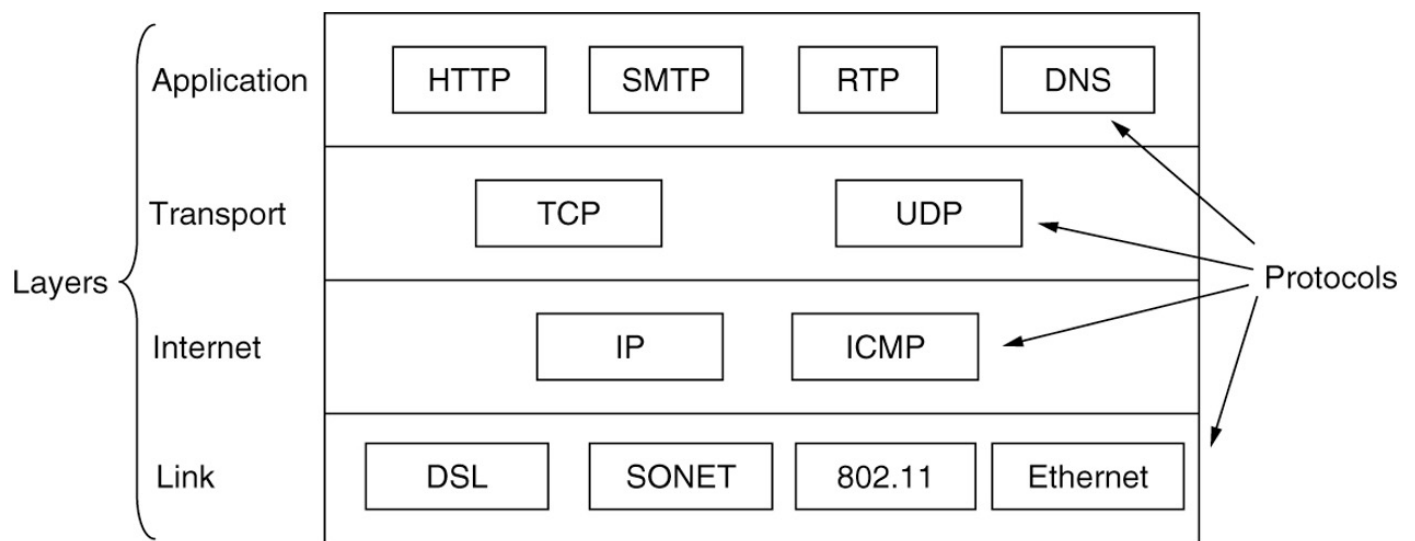 Application HTTP SMTP RTP DNS
Transport TCP UDP
Layers Protocols
Internet IP ICMP
Link DSL SONET 802.11 Ethernet